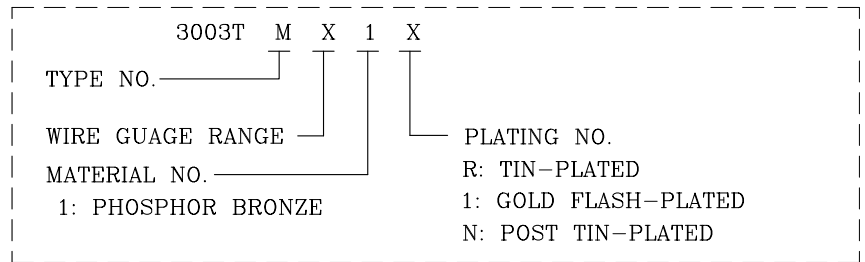 3003T M X 1 X
TYPE NO.
WIRE GUAGE RANGE
PLATING NO.
MATERIAL NO.
R: TIN-PLATED
1: PHOSPHOR BRONZE
1: GOLD FLASH-PLATED
N: POST TIN-PLATED